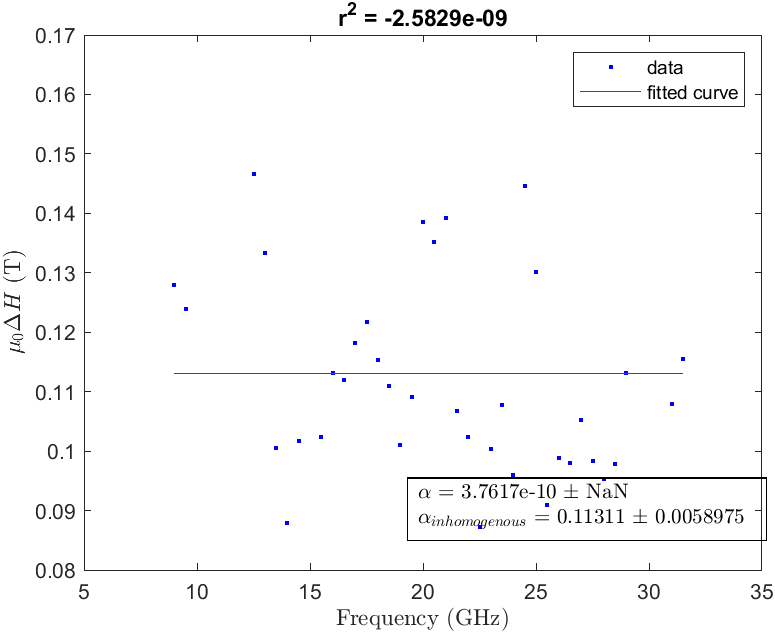 r² = -2.5829e-09
0.17
0.16
0.15
0.14
0.13
0.12
0.11
0.1
0.09
0.08
μ₀ΔH (T)
data
fitted curve
α = 3.7617e-10 ± NaN
α_inhomogenous = 0.11311 ± 0.0058975
5 10 15 20 25 30 35
Frequency (GHz)